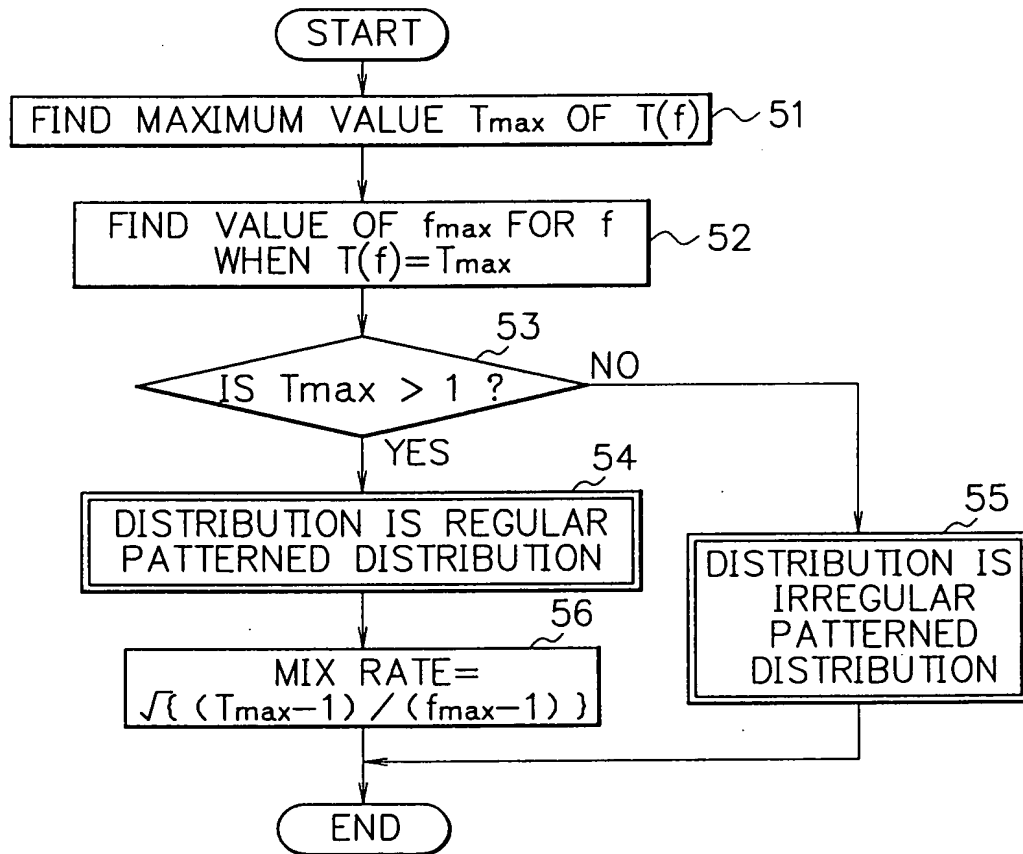 START
FIND MAXIMUM VALUE Tmax OF T(f)
51
FIND VALUE OF fmax FOR f
WHEN T(f)=Tmax
52
53
IS Tmax > 1 ?
NO
YES
54
DISTRIBUTION IS REGULAR
PATTERNED DISTRIBUTION
55
DISTRIBUTION IS
IRREGULAR
PATTERNED
DISTRIBUTION
56
MIX RATE=
√{ (Tmax−1) / (fmax−1) }
END